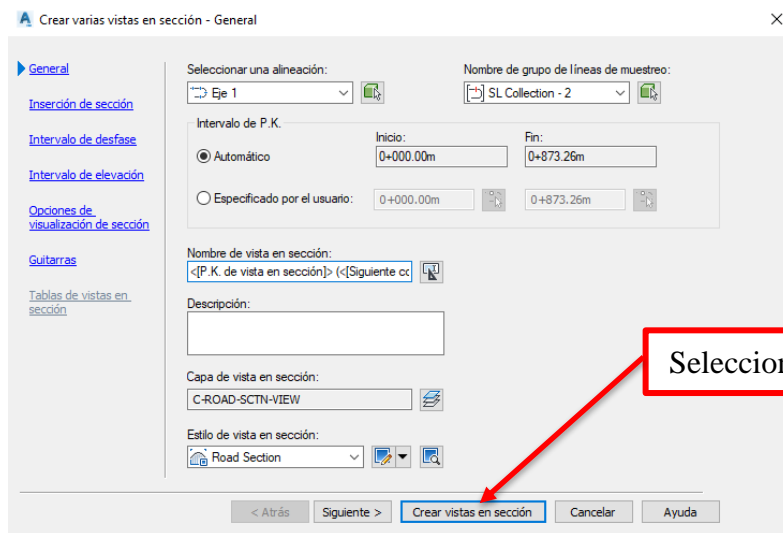 Crear varias vistas en sección - General
General
Inserción de sección
Intervalo de desfase
Intervalo de elevación
Opciones de
visualización de sección
Guitarras
Tablas de vistas en
sección
Seleccionar una alineación:
Nombre de grupo de líneas de muestreo:
Eje 1
SL Collection - 2
Intervalo de P.K.
Inicio:
Fin:
Automático
0+000.00m
0+873.26m
Especificado por el usuario:
0+000.00m
0+873.26m
Nombre de vista en sección:
<[P.K. de vista en sección]> (<[Siguiente co
Descripción:
Capa de vista en sección:
C-ROAD-SCTN-VIEW
Estilo de vista en sección:
Road Section
Seleccion
< Atrás
Siguiente >
Crear vistas en sección
Cancelar
Ayuda